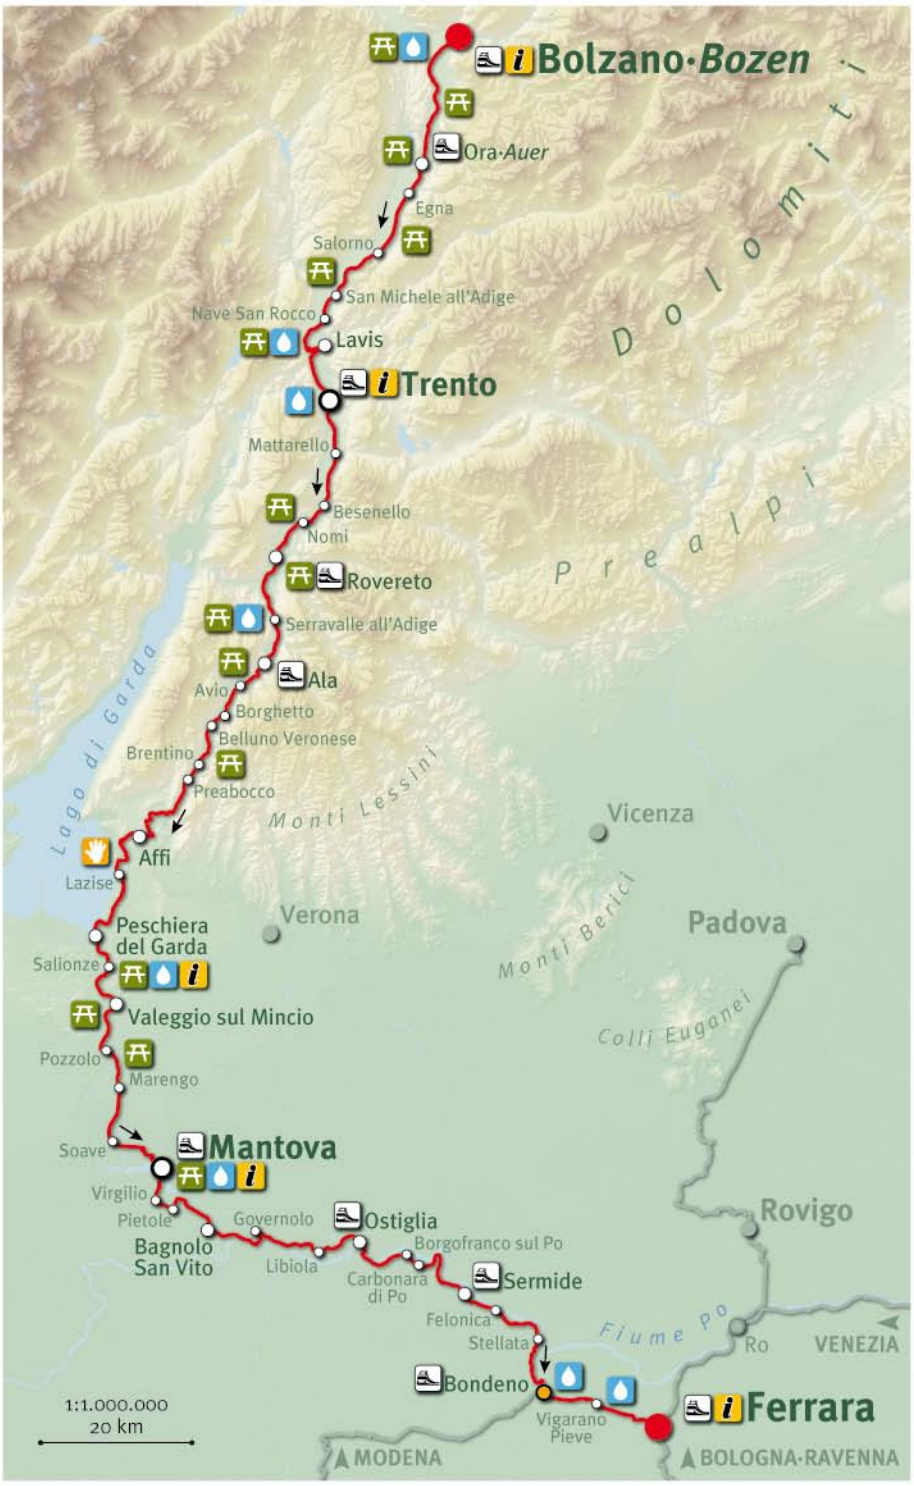 Bolzano·Bozen
Ora·Auer
Egna
Salorno
San Michele all'Adige
Nave San Rocco
Lavis
Trento
Mattarello
Besenello
Nomi
Rovereto
Serravalle all'Adige
Ala
Avio
Borghetto
Belluno Veronese
Brentino
Preabocco
Affi
Lazise
Peschiera
del Garda
Salionze
Valeggio sul Mincio
Pozzolo
Marengo
Soave
Mantova
Virgilio
Pietole
Bagnolo
San Vito
Governolo
Libiola
Ostiglia
Borgofranco sul Po
Carbonara
di Po
Sermide
Felonica
Stellata
Bondeno
Vigarano
Pieve
Ferrara
Dolomiti
Prealpi
Lago di Garda
Monti Lessini
Vicenza
Verona
Monti Berici
Padova
Colli Euganei
Rovigo
Fiume Po
Ro
VENEZIA
MODENA
BOLOGNA·RAVENNA
1:1.000.000
20 km
i
i
i
i
i